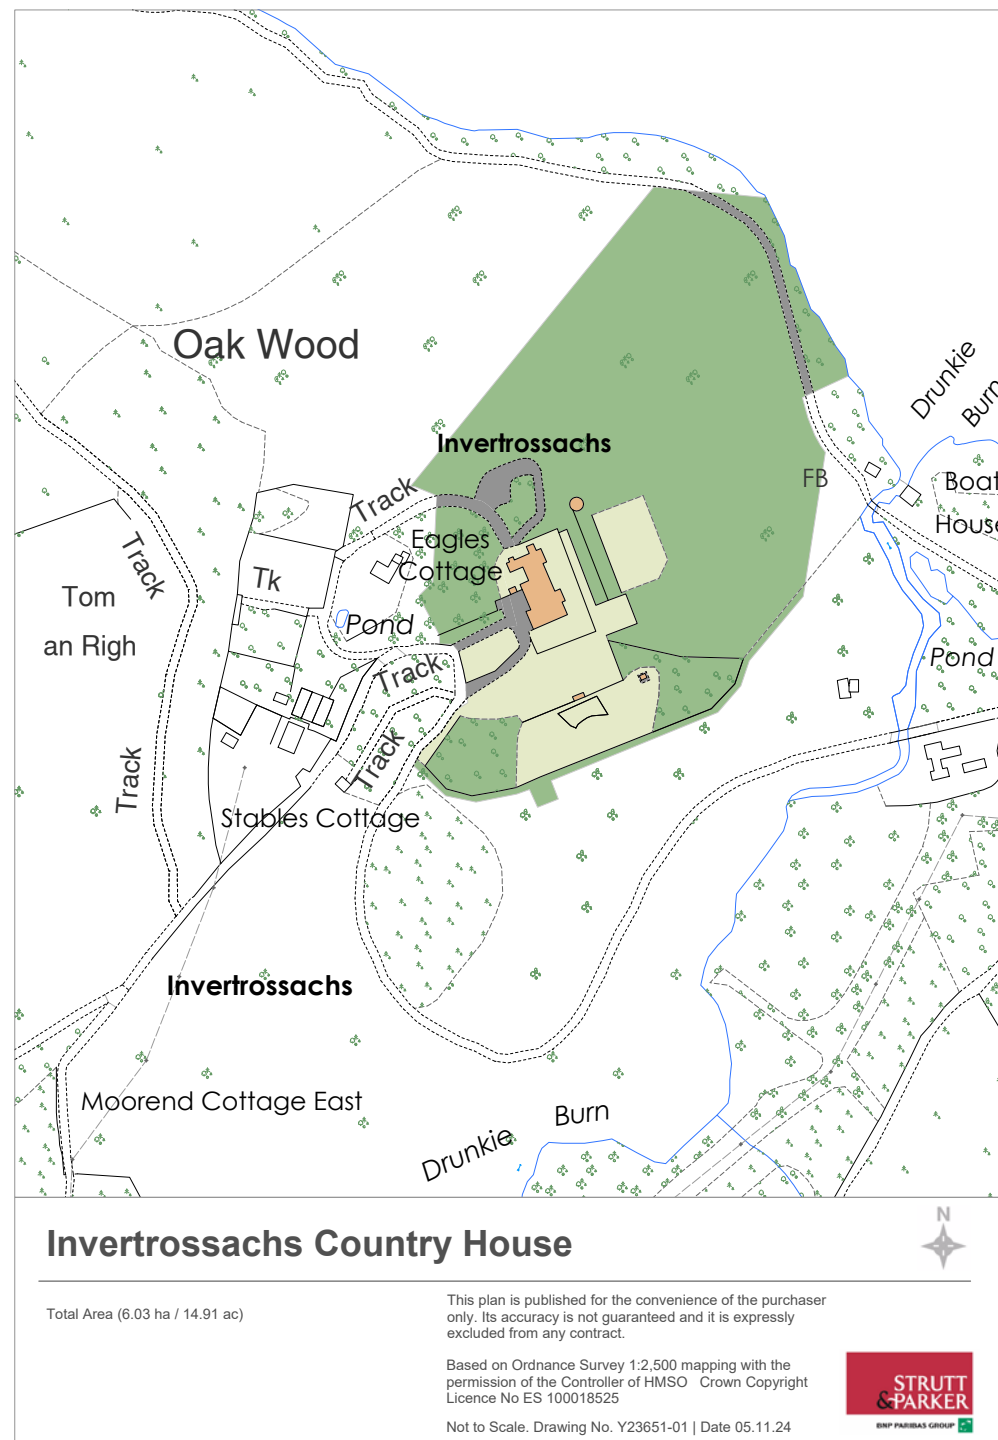 Oak Wood
Drunkie
Burn
Invertrossachs
FB
Boat
House
Track
Eagles
Cottage
Track
Tk
Tom
an Righ
Pond
Pond
Track
Track
Track
Stables Cottage
Invertrossachs
Moorend Cottage East
Drunkie
Burn
Invertrossachs Country House
N
Total Area (6.03 ha / 14.91 ac)
This plan is published for the convenience of the purchaser
only. Its accuracy is not guaranteed and it is expressly
excluded from any contract.
Based on Ordnance Survey 1:2,500 mapping with the
permission of the Controller of HMSO Crown Copyright
Licence No ES 100018525
Not to Scale. Drawing No. Y23651-01 | Date 05.11.24
STRUTT
&PARKER
BNP PARIBAS GROUP